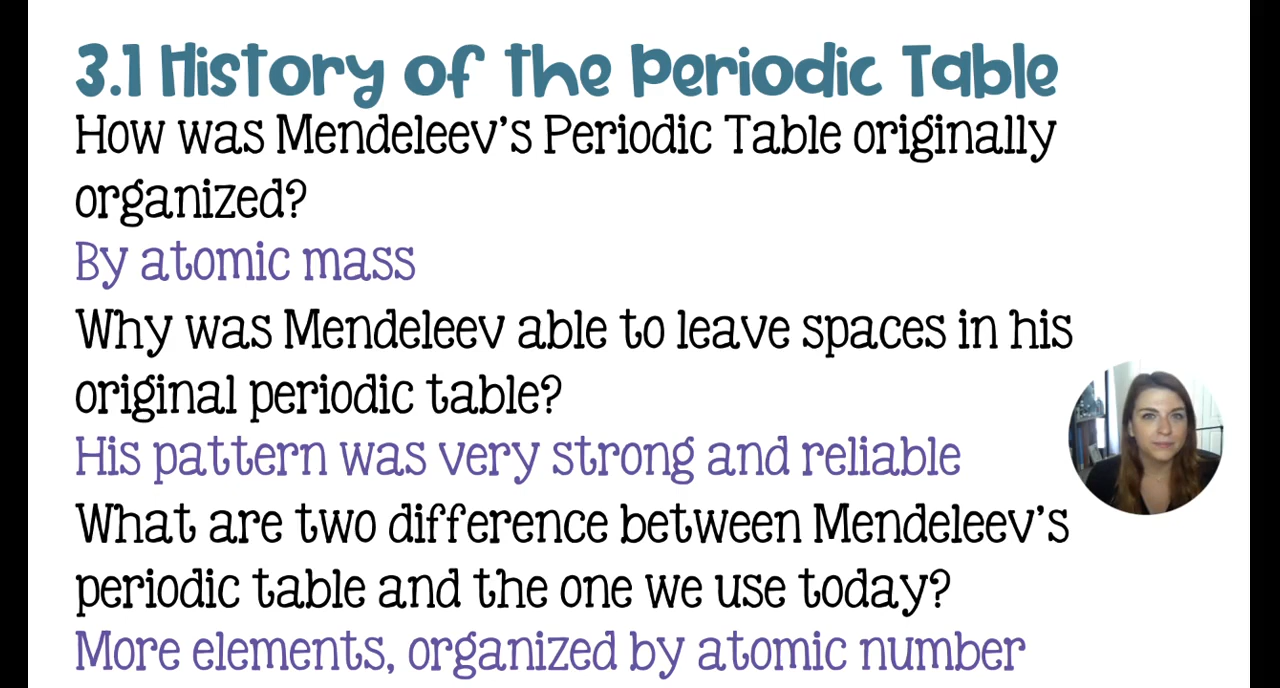 3.1 History of the Periodic Table
How was Mendeleev's Periodic Table originally
organized?
By atomic mass
Why was Mendeleev able to leave spaces in his
original periodic table?
His pattern was very strong and reliable
What are two difference between Mendeleev's
periodic table and the one we use today?
More elements, organized by atomic number